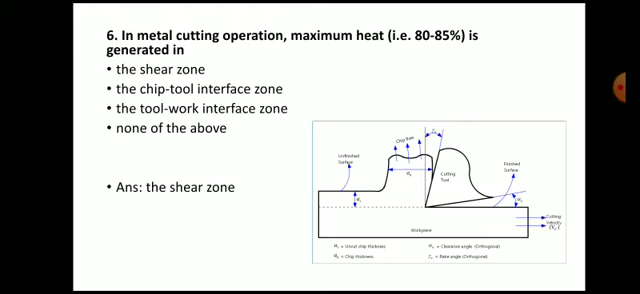 6. In metal cutting operation, maximum heat (i.e. 80-85%) is
generated in
• the shear zone
• the chip-tool interface zone
• the tool-work interface zone
• none of the above
• Ans: the shear zone
Chip flow
Unfinished
Surface
Cutting
Tool
Finished
Surface
Cutting
Velocity
(Vc)
Workpiece
= Uncut chip thickness
= Clearance angle (Orthogonal)
= Chip thickness
= Rake angle (Orthogonal)